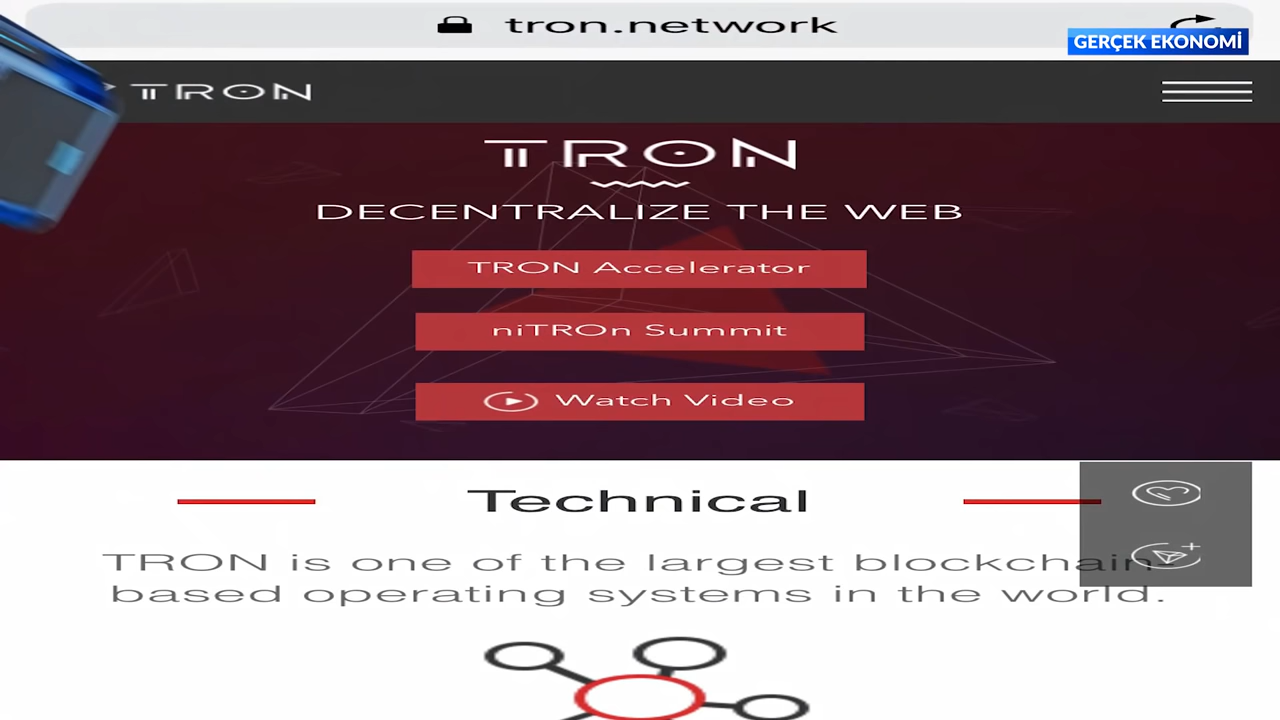 tron.network
GERÇEK EKONOMİ
TRON
TRON
DECENTRALIZE THE WEB
TRON Accelerator
niTROn Summit
Watch Video
Technical
TRON is one of the largest blockchain-
based operating systems in the world.